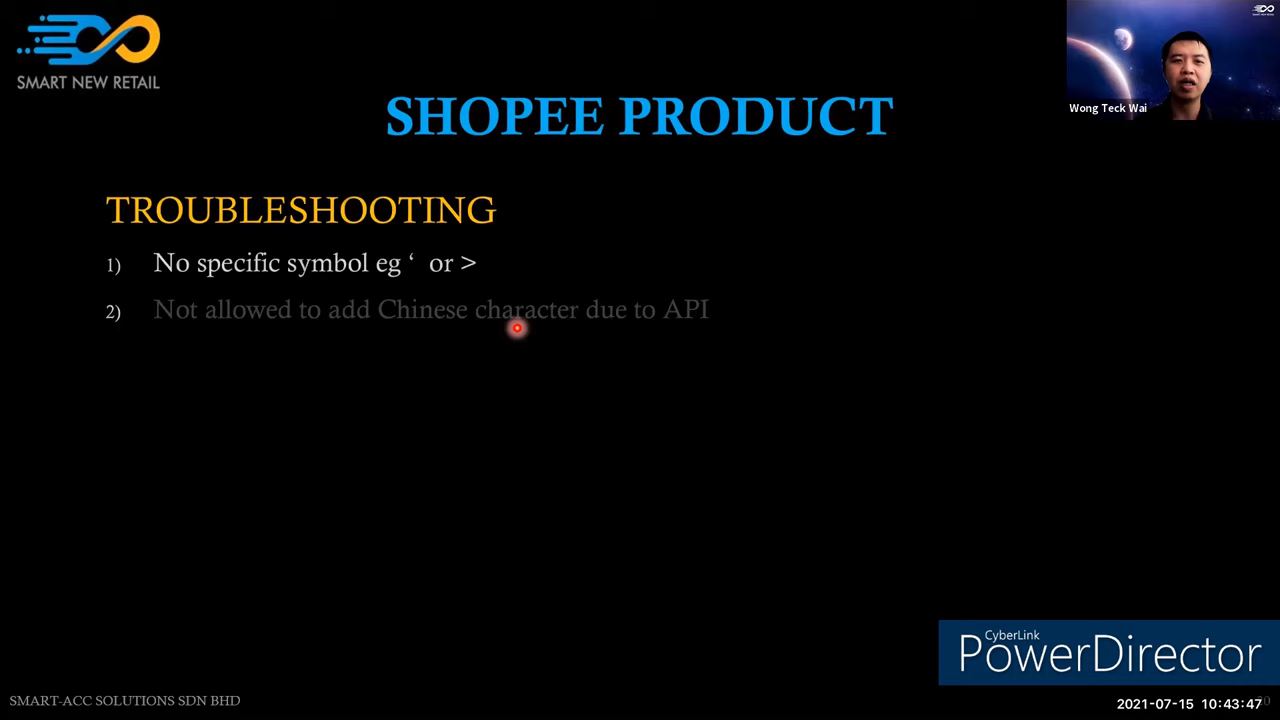 SMART NEW RETAIL
Wong Teck Wai
SHOPEE PRODUCT
TROUBLESHOOTING
1) No specific symbol eg ‘ or >
2) Not allowed to add Chinese character due to API
CyberLink
PowerDirector
SMART-ACC SOLUTIONS SDN BHD
2021-07-15 10:43:47